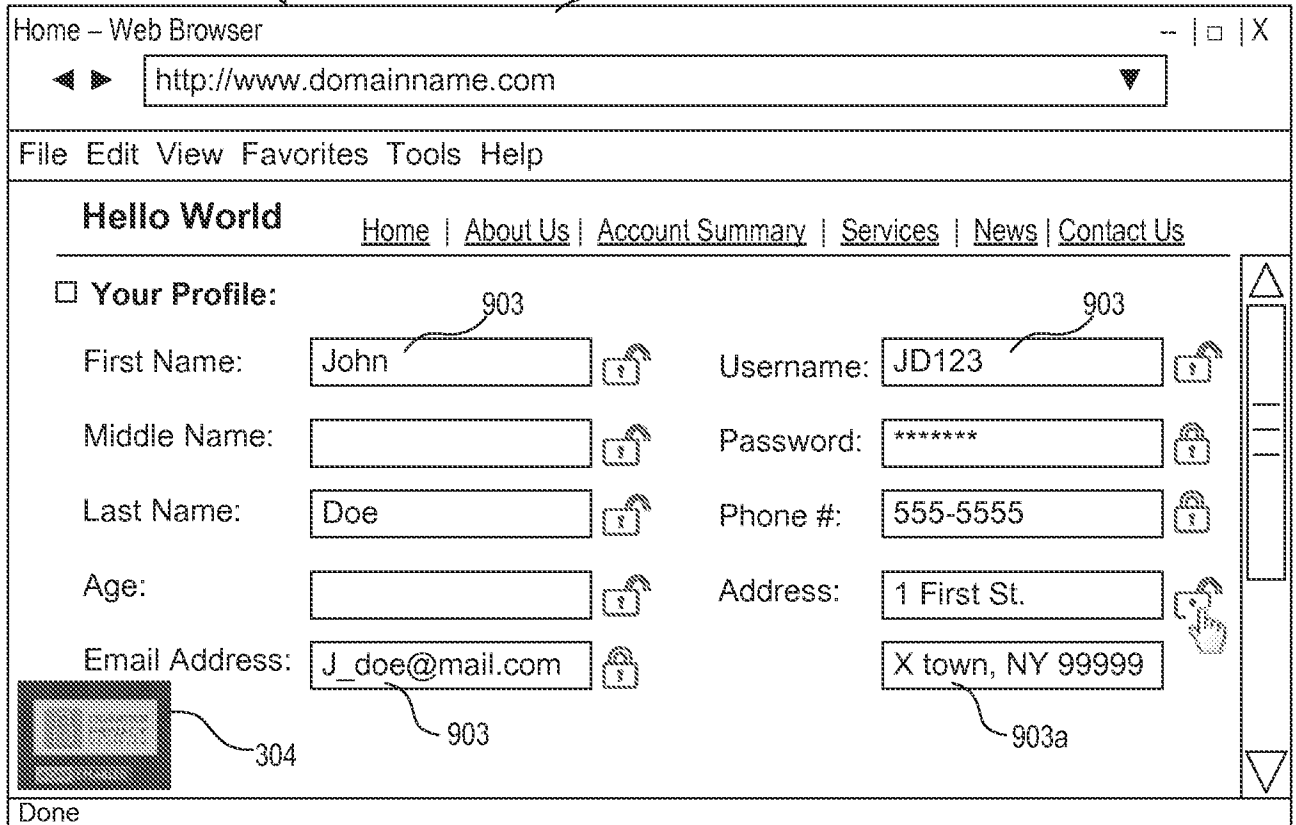 Home – Web Browser -- | □ | X
◄ ► http://www.domainname.com ▼
File Edit View Favorites Tools Help
Hello World Home | About Us | Account Summary | Services | News | Contact Us
□ Your Profile:
903 903
First Name: John Username: JD123
Middle Name: Password: *******
Last Name: Doe Phone #: 555-5555
Age: Address: 1 First St.
Email Address: J_doe@mail.com X town, NY 99999
304 903 903a
Done